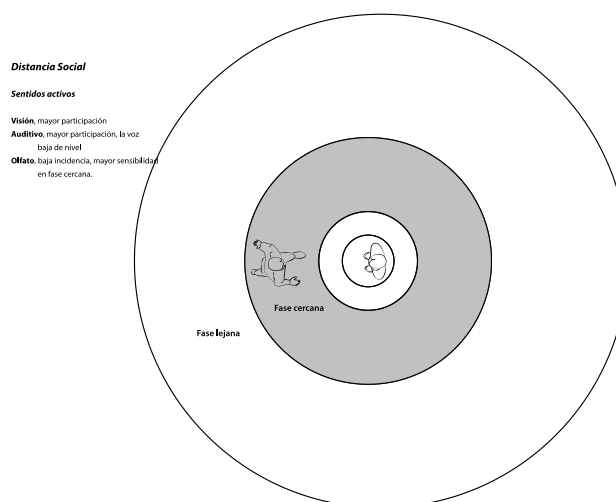 Distancia Social
Sentidos activos
Visión, mayor participación
Auditivo, mayor participación, la voz
baja de nivel
Olfato, baja incidencia, mayor sensibilidad
en fase cercana.
Fase cercana
Fase lejana